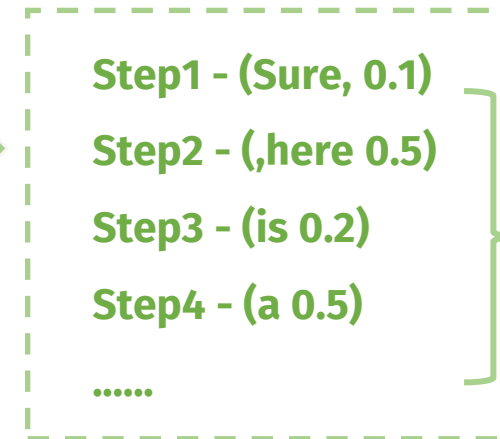 Step1 - (Sure, 0.1)
Step2 - (,here 0.5)
Step3 - (is 0.2)
Step4 - (a 0.5)
......